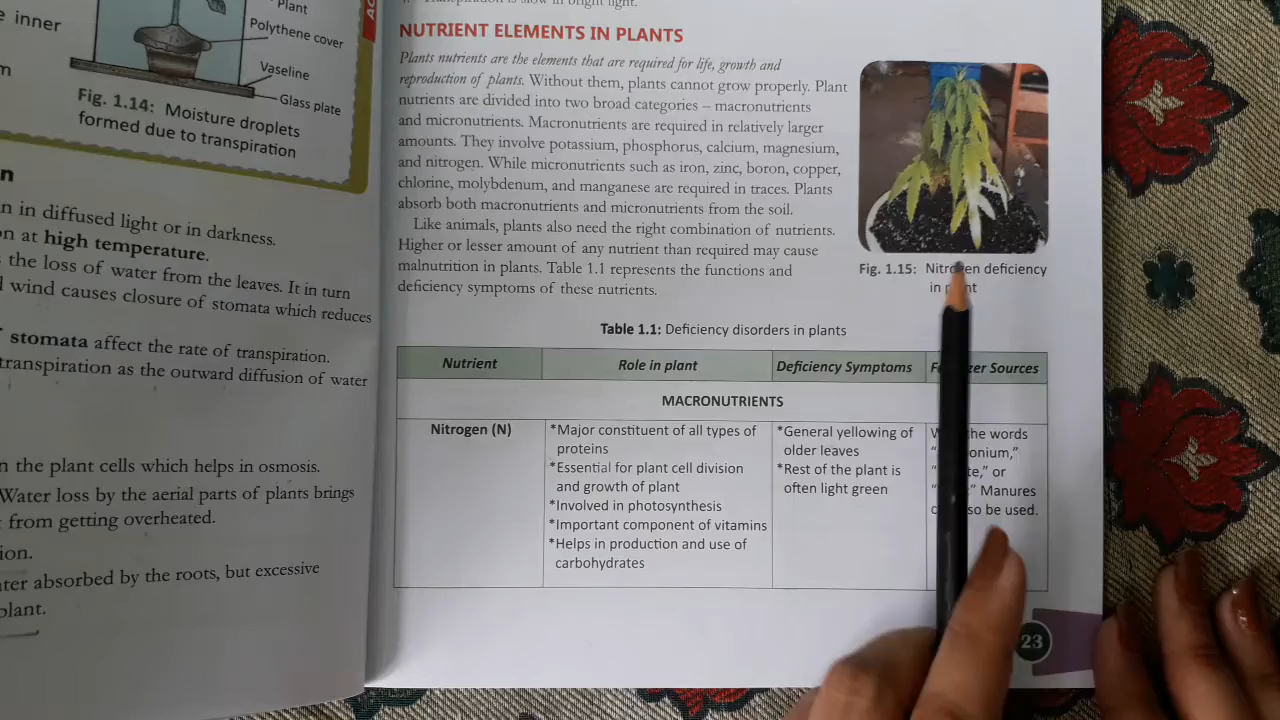 Plant
Polythene cover
Vaseline
Glass plate
Fig. 1.14: Moisture droplets
formed due to transpiration
inner
n in diffused light or in darkness.
on at high temperature.
the loss of water from the leaves. It in turn
wind causes closure of stomata which reduces
stomata affect the rate of transpiration.
transpiration as the outward diffusion of water
n the plant cells which helps in osmosis.
Water loss by the aerial parts of plants brings
from getting overheated.
ion.
ter absorbed by the roots, but excessive
plant.
NUTRIENT ELEMENTS IN PLANTS
Plants nutrients are the elements that are required for life, growth and
reproduction of plants. Without them, plants cannot grow properly. Plant
nutrients are divided into two broad categories – macronutrients
and micronutrients. Macronutrients are required in relatively larger
amounts. They involve potassium, phosphorus, calcium, magnesium,
and nitrogen. While micronutrients such as iron, zinc, boron, copper,
chlorine, molybdenum, and manganese are required in traces. Plants
absorb both macronutrients and micronutrients from the soil.
Like animals, plants also need the right combination of nutrients.
Higher or lesser amount of any nutrient than required may cause
malnutrition in plants. Table 1.1 represents the functions and
deficiency symptoms of these nutrients.
Fig. 1.15: Nitrogen deficiency
in plant
Table 1.1: Deficiency disorders in plants
Nutrient Role in plant Deficiency Symptoms Sources
MACRONUTRIENTS
Nitrogen (N)
*Major constituent of all types of
proteins
*Essential for plant cell division
and growth of plant
*Involved in photosynthesis
*Important component of vitamins
*Helps in production and use of
carbohydrates
*General yellowing of
older leaves
*Rest of the plant is
often light green
the words
onium,"
te," or
" Manures
so be used.
23